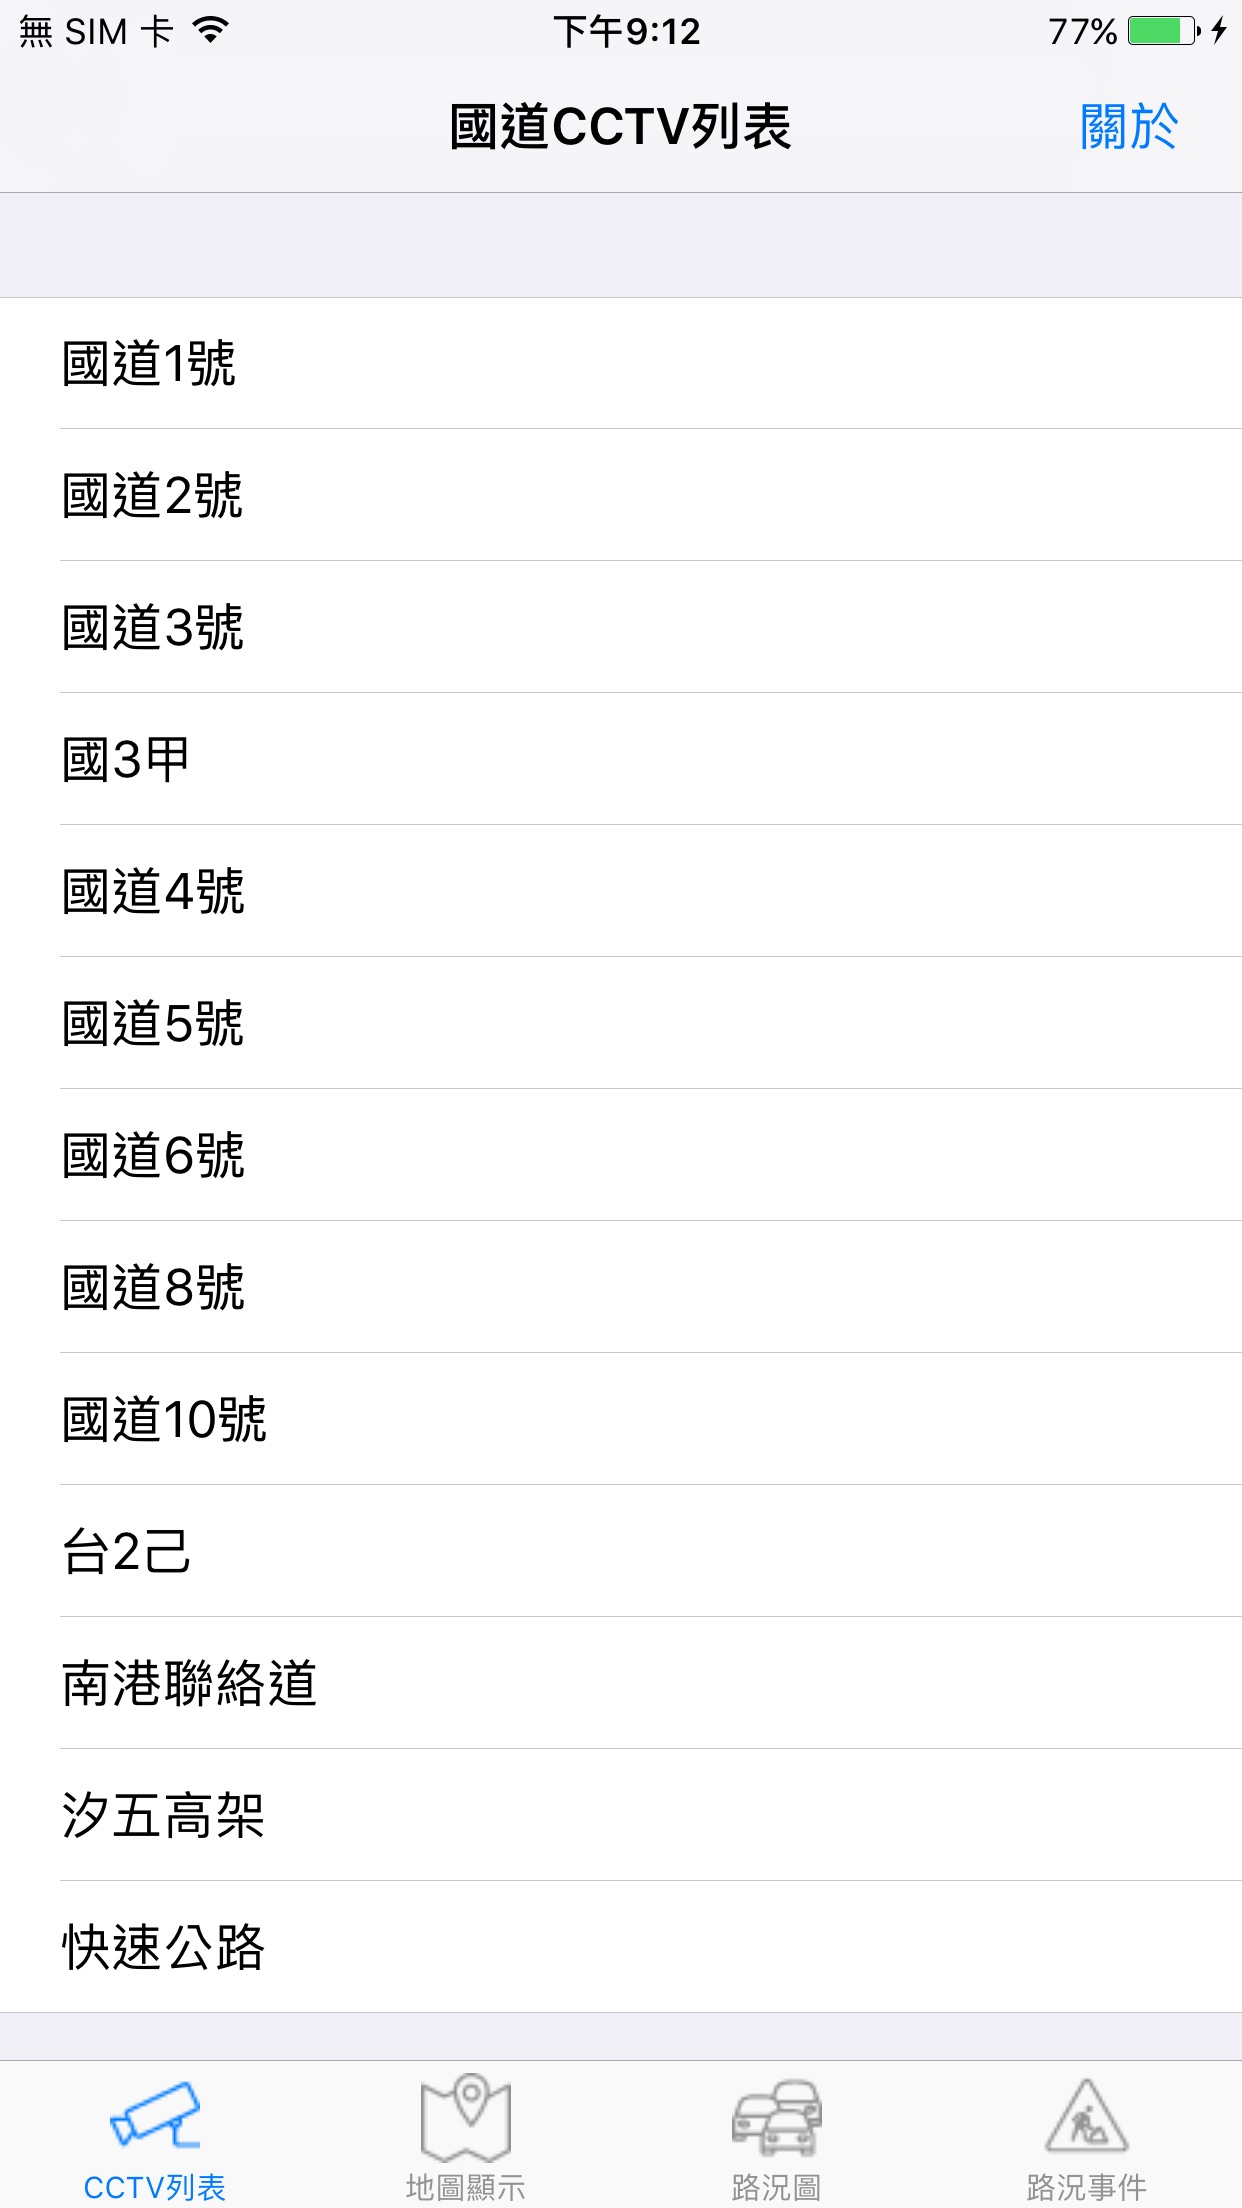 無 SIM 卡 下午9:12 77%
國道CCTV列表 關於
國道1號
國道2號
國道3號
國3甲
國道4號
國道5號
國道6號
國道8號
國道10號
台2己
南港聯絡道
汐五高架
快速公路
CCTV列表 地圖顯示 路況圖 路況事件